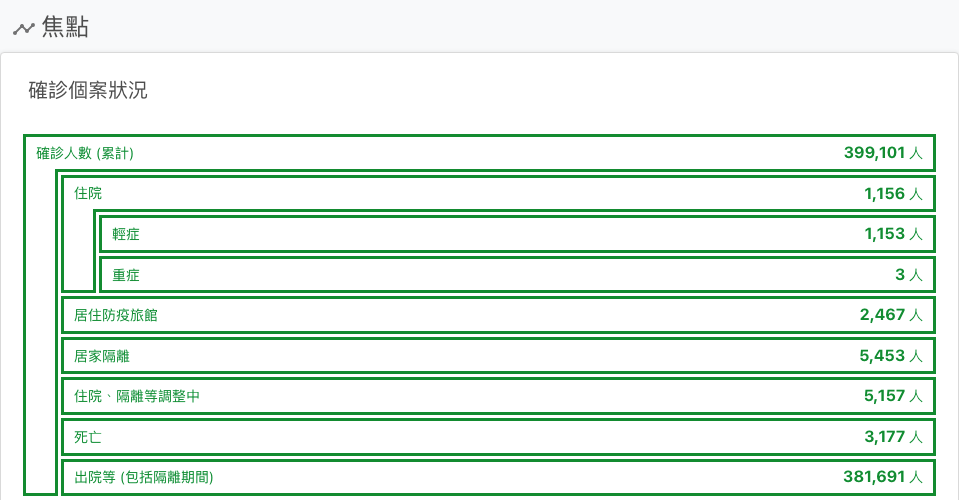 焦點
確診個案狀況
確診人數 (累計) 399,101 人
住院 1,156 人
輕症 1,153 人
重症 3 人
居住防疫旅館 2,467 人
居家隔離 5,453 人
住院、隔離等調整中 5,157 人
死亡 3,177 人
出院等 (包括隔離期間) 381,691 人